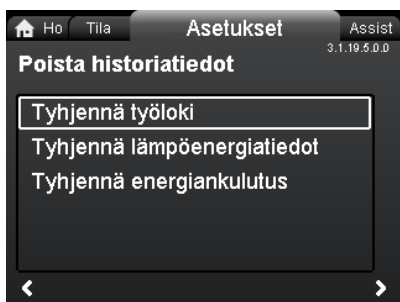 Ho Tila Asetukset Assist
3.1.19.5.0.0
Poista historiatiedot
Tyhjennä työloki
Tyhjennä lämpöenergiatiedot
Tyhjennä energiankulutus